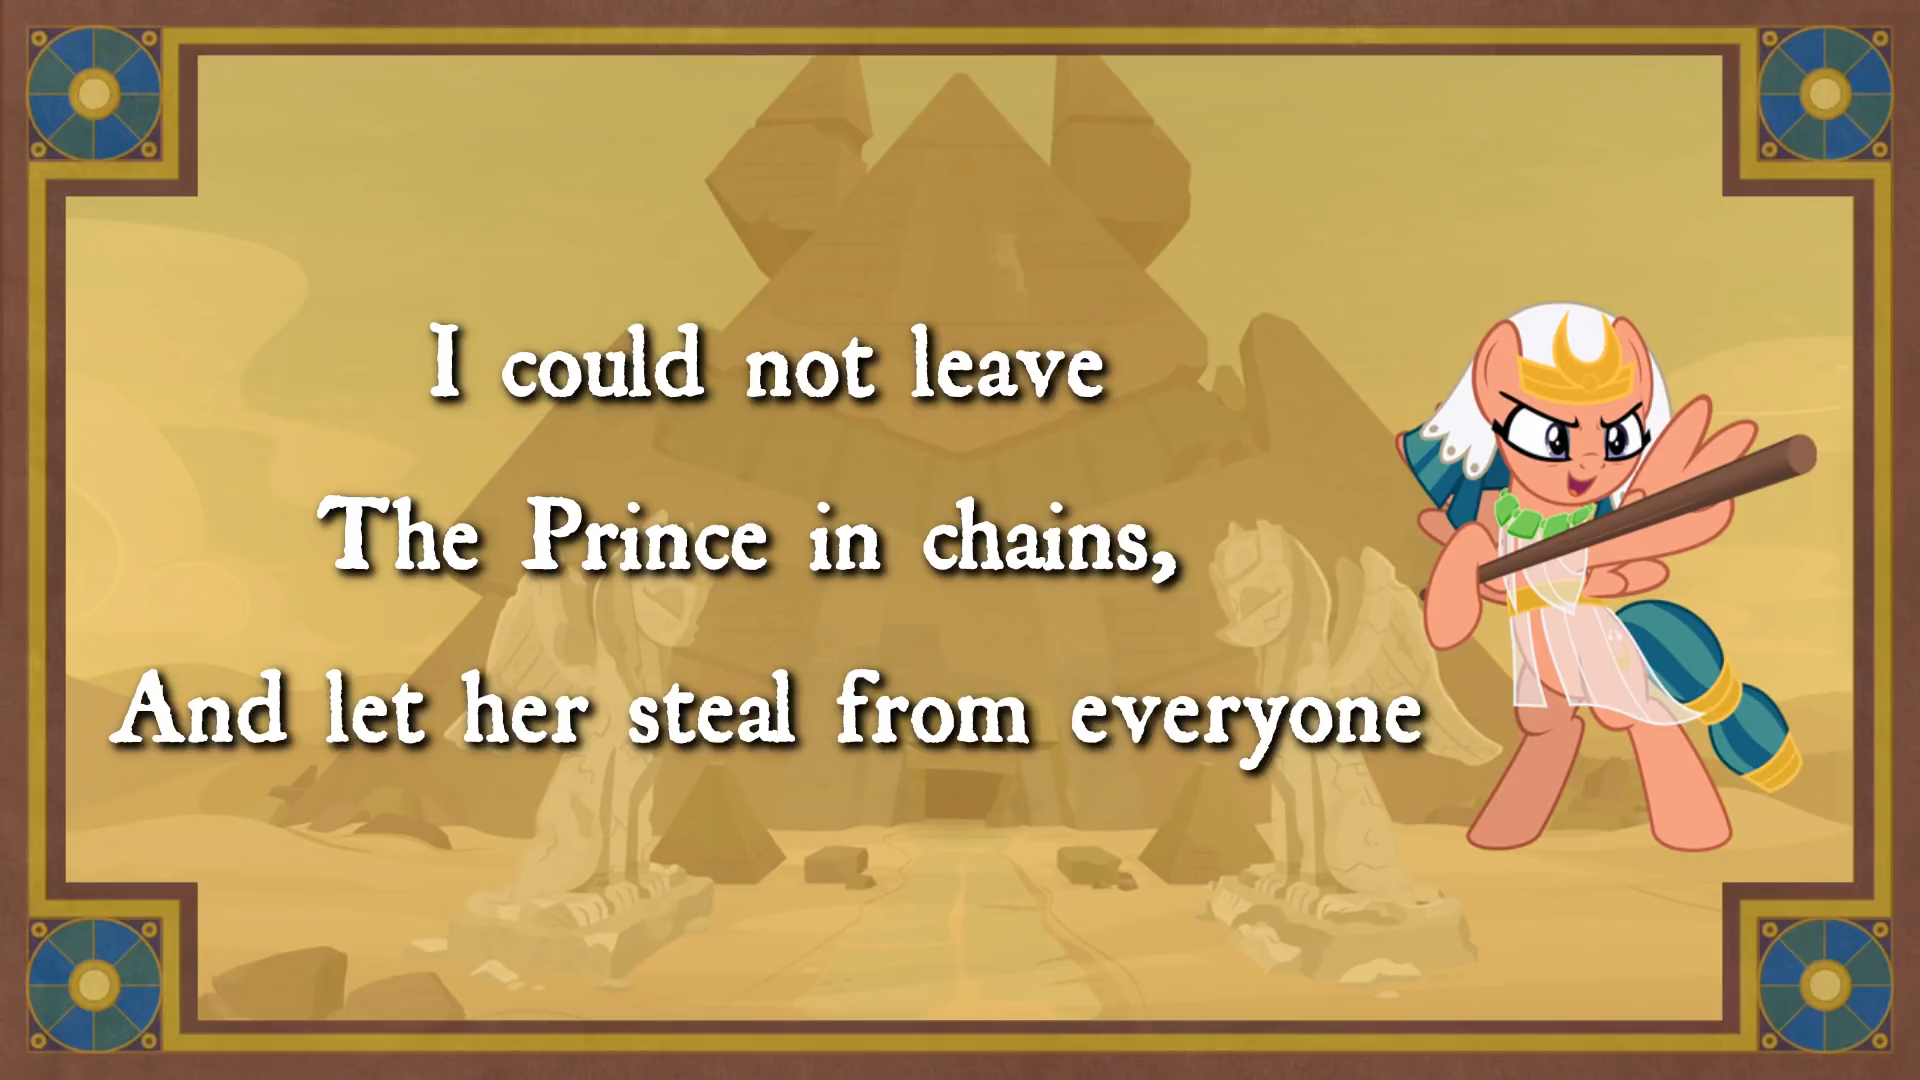 I could not leave
The Prince in chains,
And let her steal from everyone